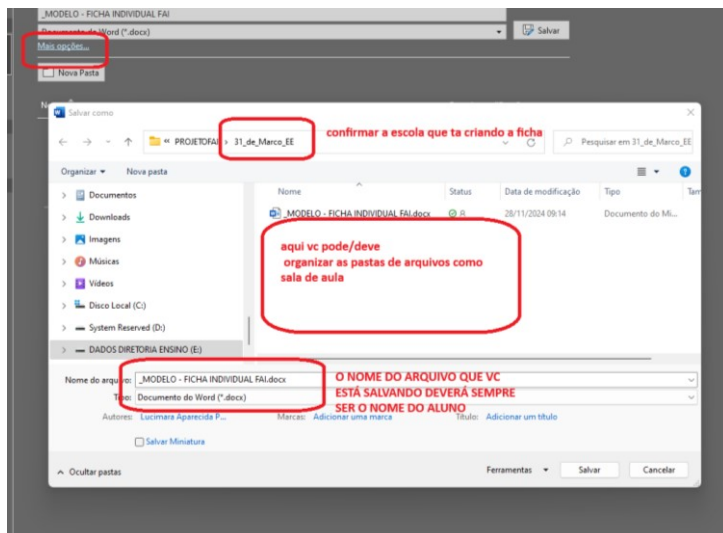 _MODELO - FICHA INDIVIDUAL FAI
Documento do Word (*.docx)
Salvar
Mais opções...
Nova Pasta
Salvar como
« PROJETOFAI > 31_de_Marco_EE
confirmar a escola que ta criando a ficha
Pesquisar em 31_de_Marco_EE
Organizar
Nova pasta
Nome Status Data de modificação Tipo Tam
_MODELO - FICHA INDIVIDUAL FAI.docx 28/11/2024 09:14 Documento do Mi...
Documentos
Downloads
Imagens
Músicas
Vídeos
Disco Local (C:)
System Reserved (D:)
DADOS DIRETORIA ENSINO (E:)
aqui vc pode/deve
organizar as pastas de arquivos como
sala de aula
Nome do arquivo: _MODELO - FICHA INDIVIDUAL FAI.docx
Tipo: Documento do Word (*.docx)
O NOME DO ARQUIVO QUE VC
ESTÁ SALVANDO DEVERÁ SEMPRE
SER O NOME DO ALUNO
Autores: Lucimara Aparecida P... Marcas: Adicionar uma marca Título: Adicionar um título
Salvar Miniatura
Ocultar pastas
Ferramentas Salvar Cancelar